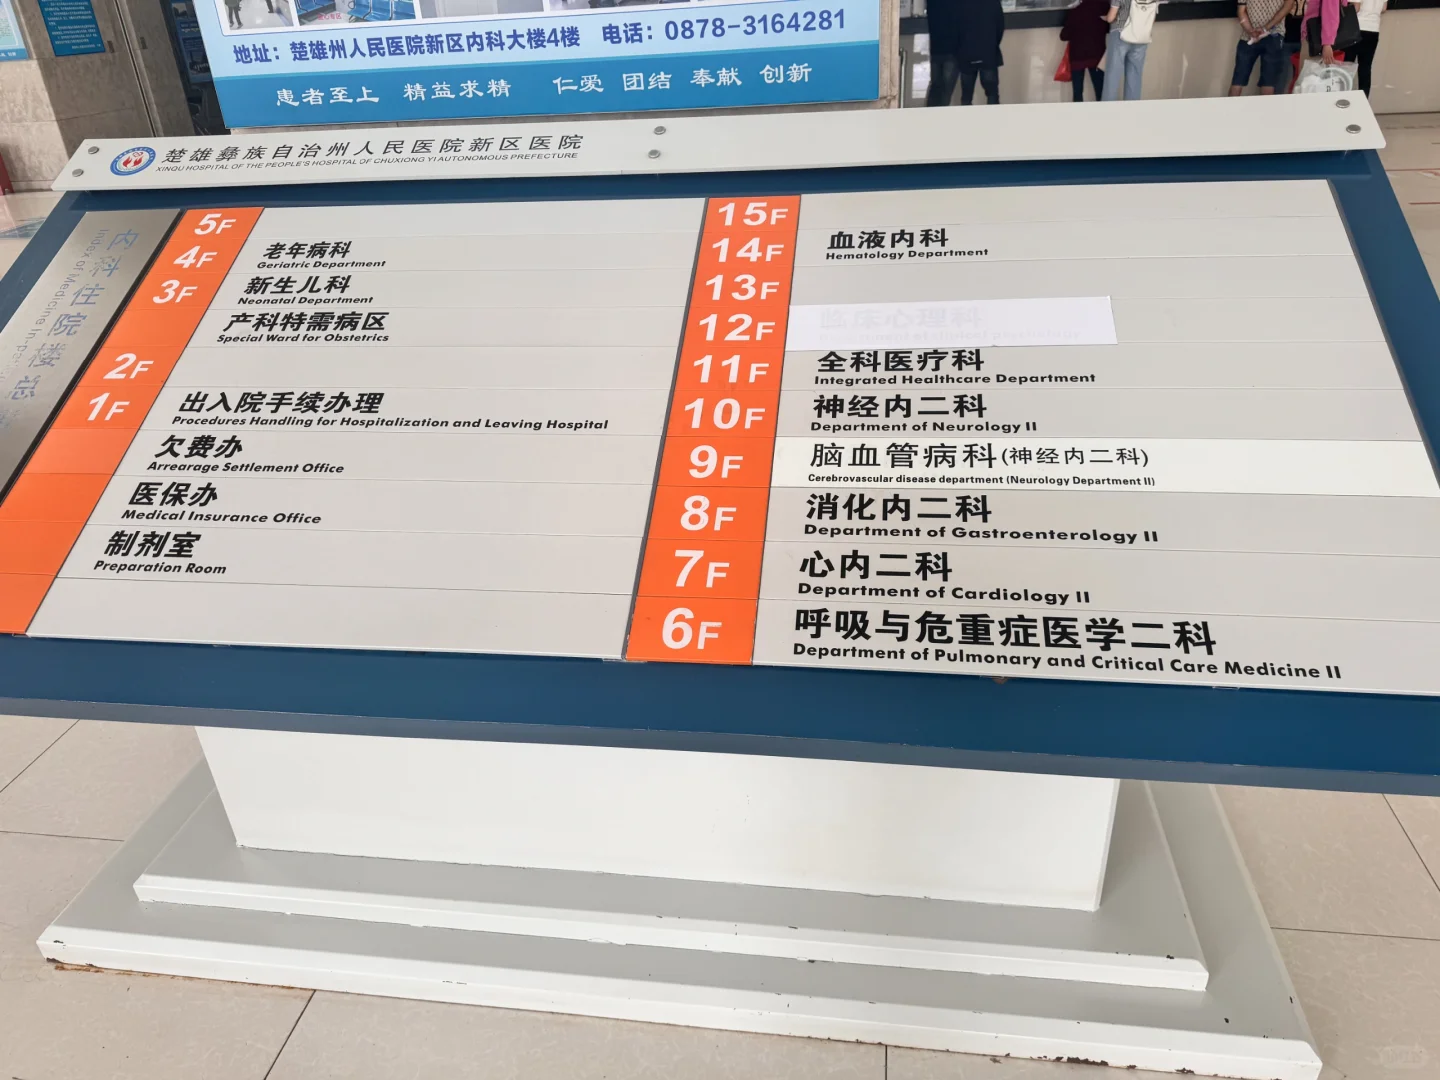 地址：楚雄州人民医院新区内科大楼4楼 电话：0878-3164281
患者至上 精益求精 仁爱 团结 奉献 创新
楚雄彝族自治州人民医院新区医院
XINQU HOSPITAL OF THE PEOPLE'S HOSPITAL OF CHUXIONG YI AUTONOMOUS PREFECTURE
内科住院楼总
Index of Medicine In-pa
5F
4F 老年病科
Geriatric Department
3F 新生儿科
Neonatal Department
产科特需病区
Special Ward for Obstetrics
2F
1F 出入院手续办理
Procedures Handling for Hospitalization and Leaving Hospital
欠费办
Arrearage Settlement Office
医保办
Medical Insurance Office
制剂室
Preparation Room
15F
14F 血液内科
Hematology Department
13F
12F 临床心理科
11F 全科医疗科
Integrated Healthcare Department
10F 神经内二科
Department of Neurology II
9F 脑血管病科(神经内二科)
Cerebrovascular disease department (Neurology Department II)
8F 消化内二科
Department of Gastroenterology II
7F 心内二科
Department of Cardiology II
6F 呼吸与危重症医学二科
Department of Pulmonary and Critical Care Medicine II